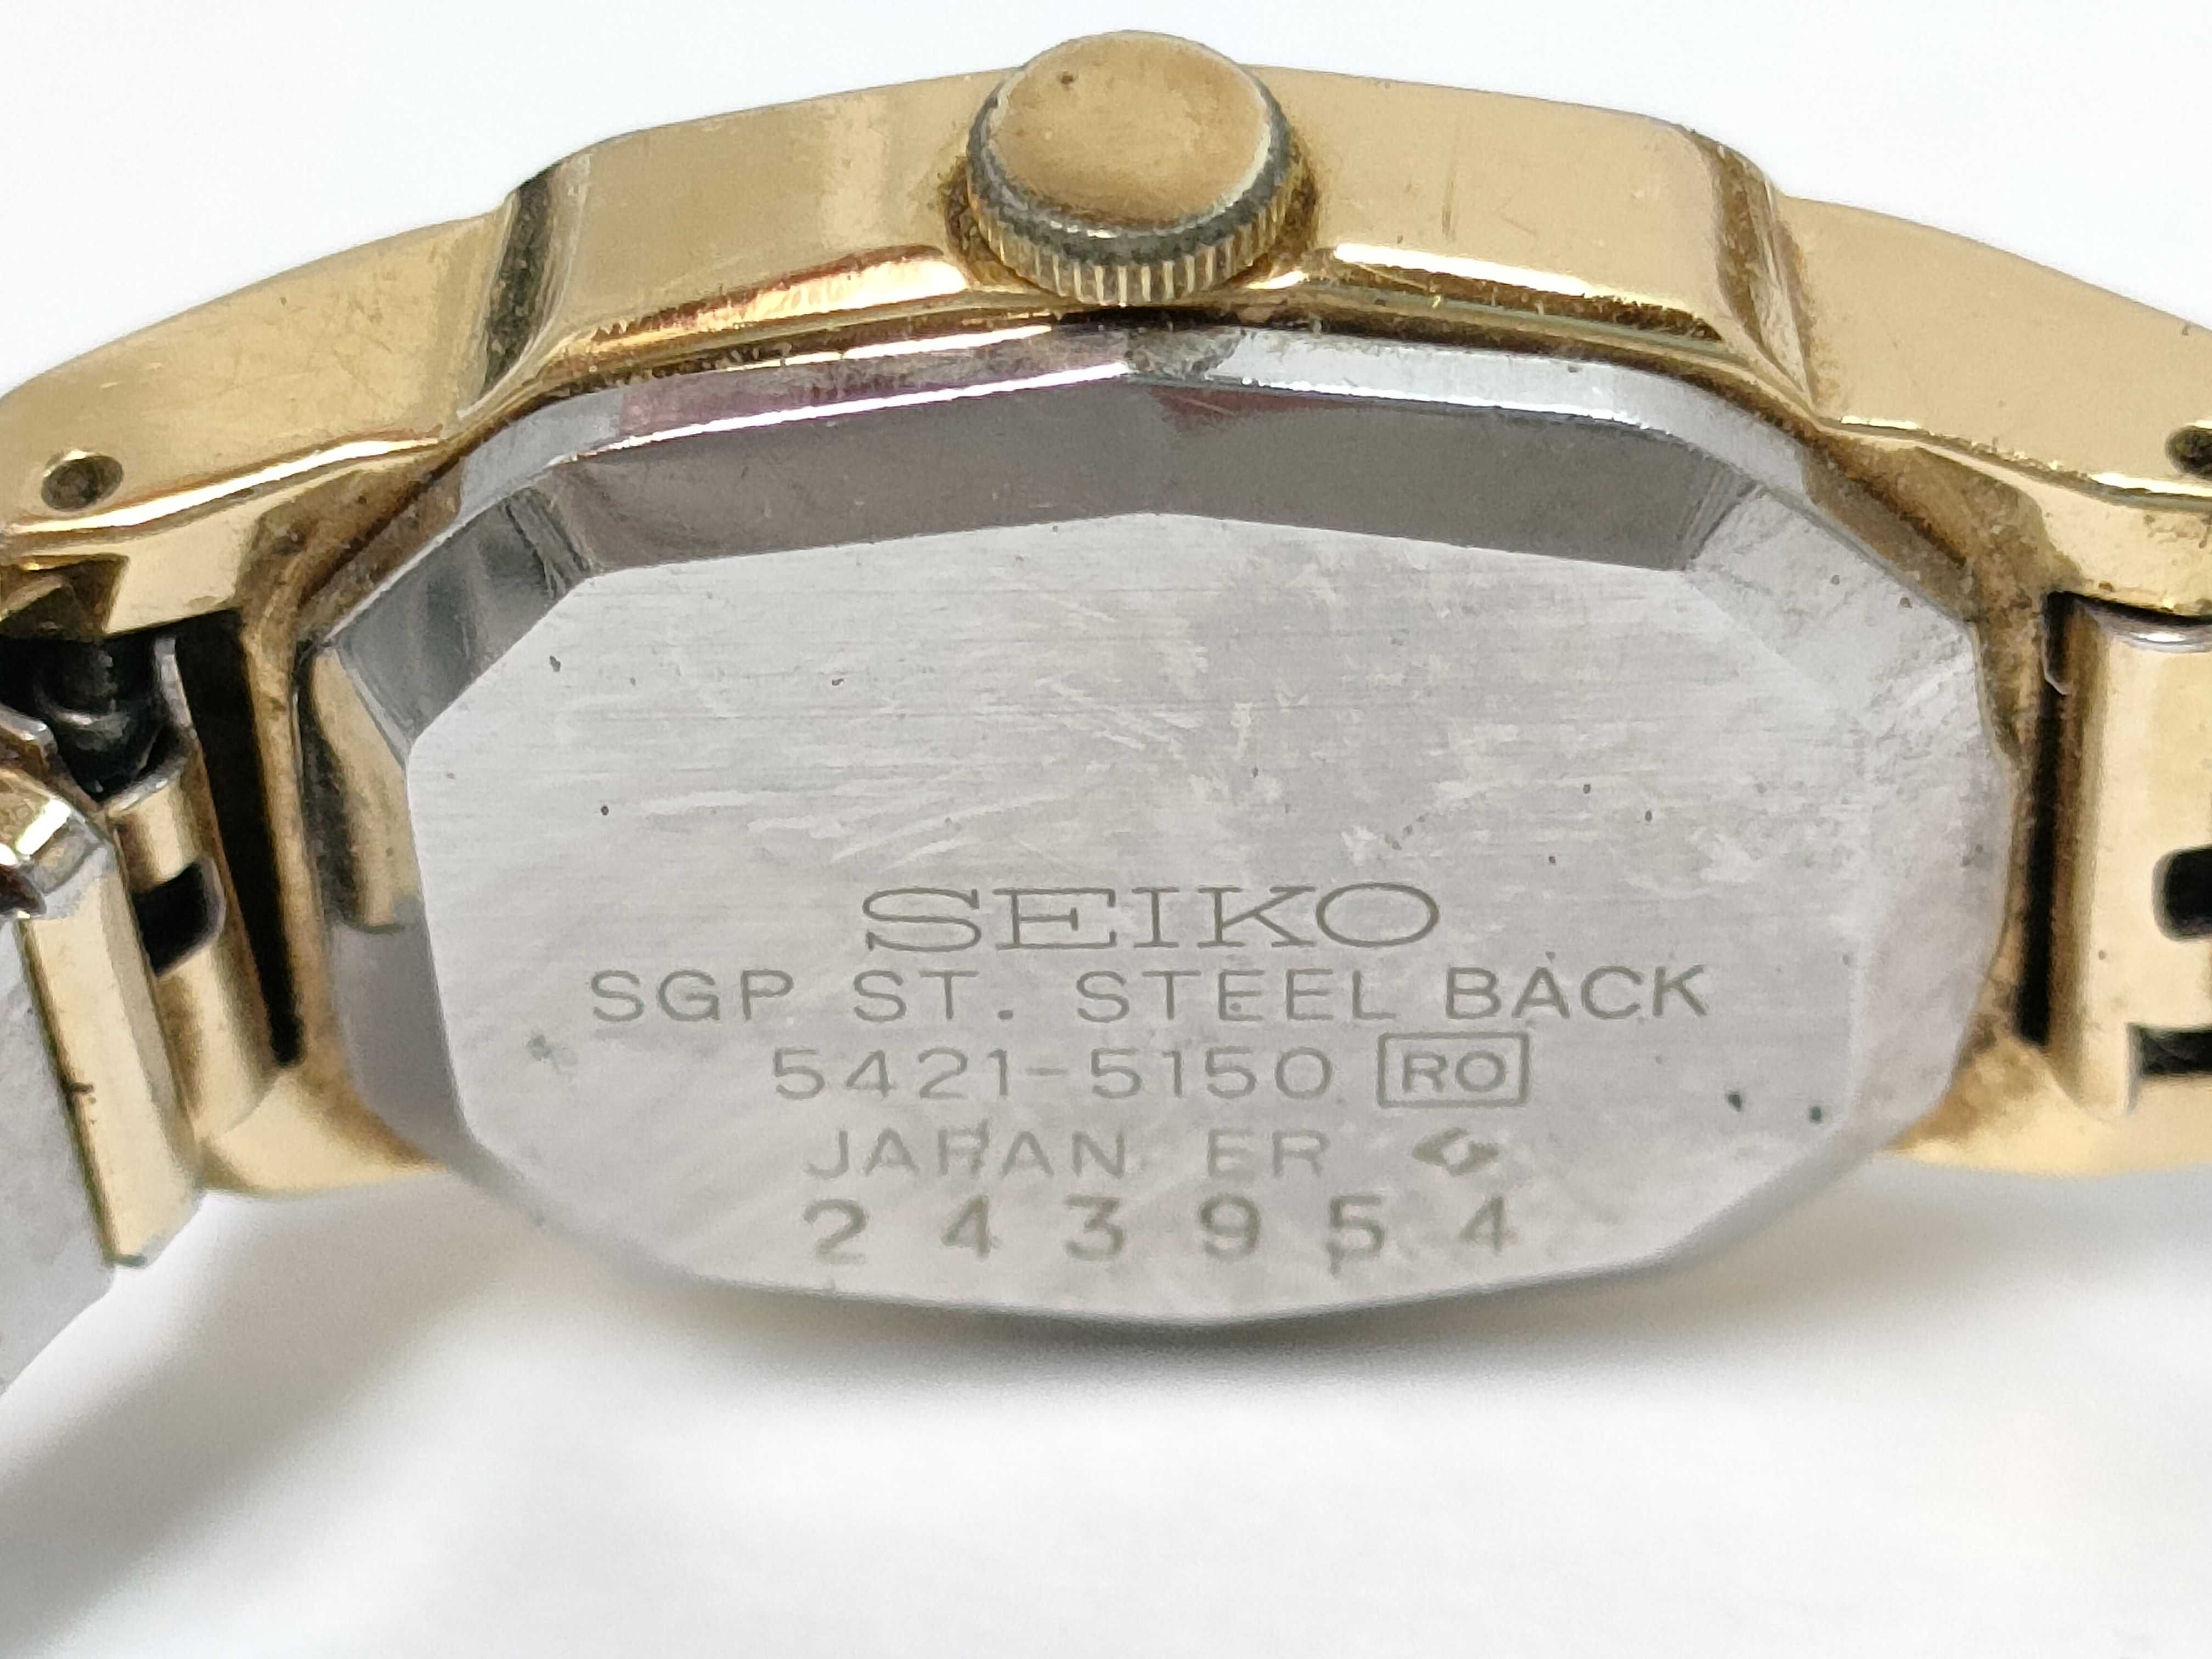 SEIKO
SGP ST. STEEL BACK
5421-5150 RO
JAPAN ER
243954